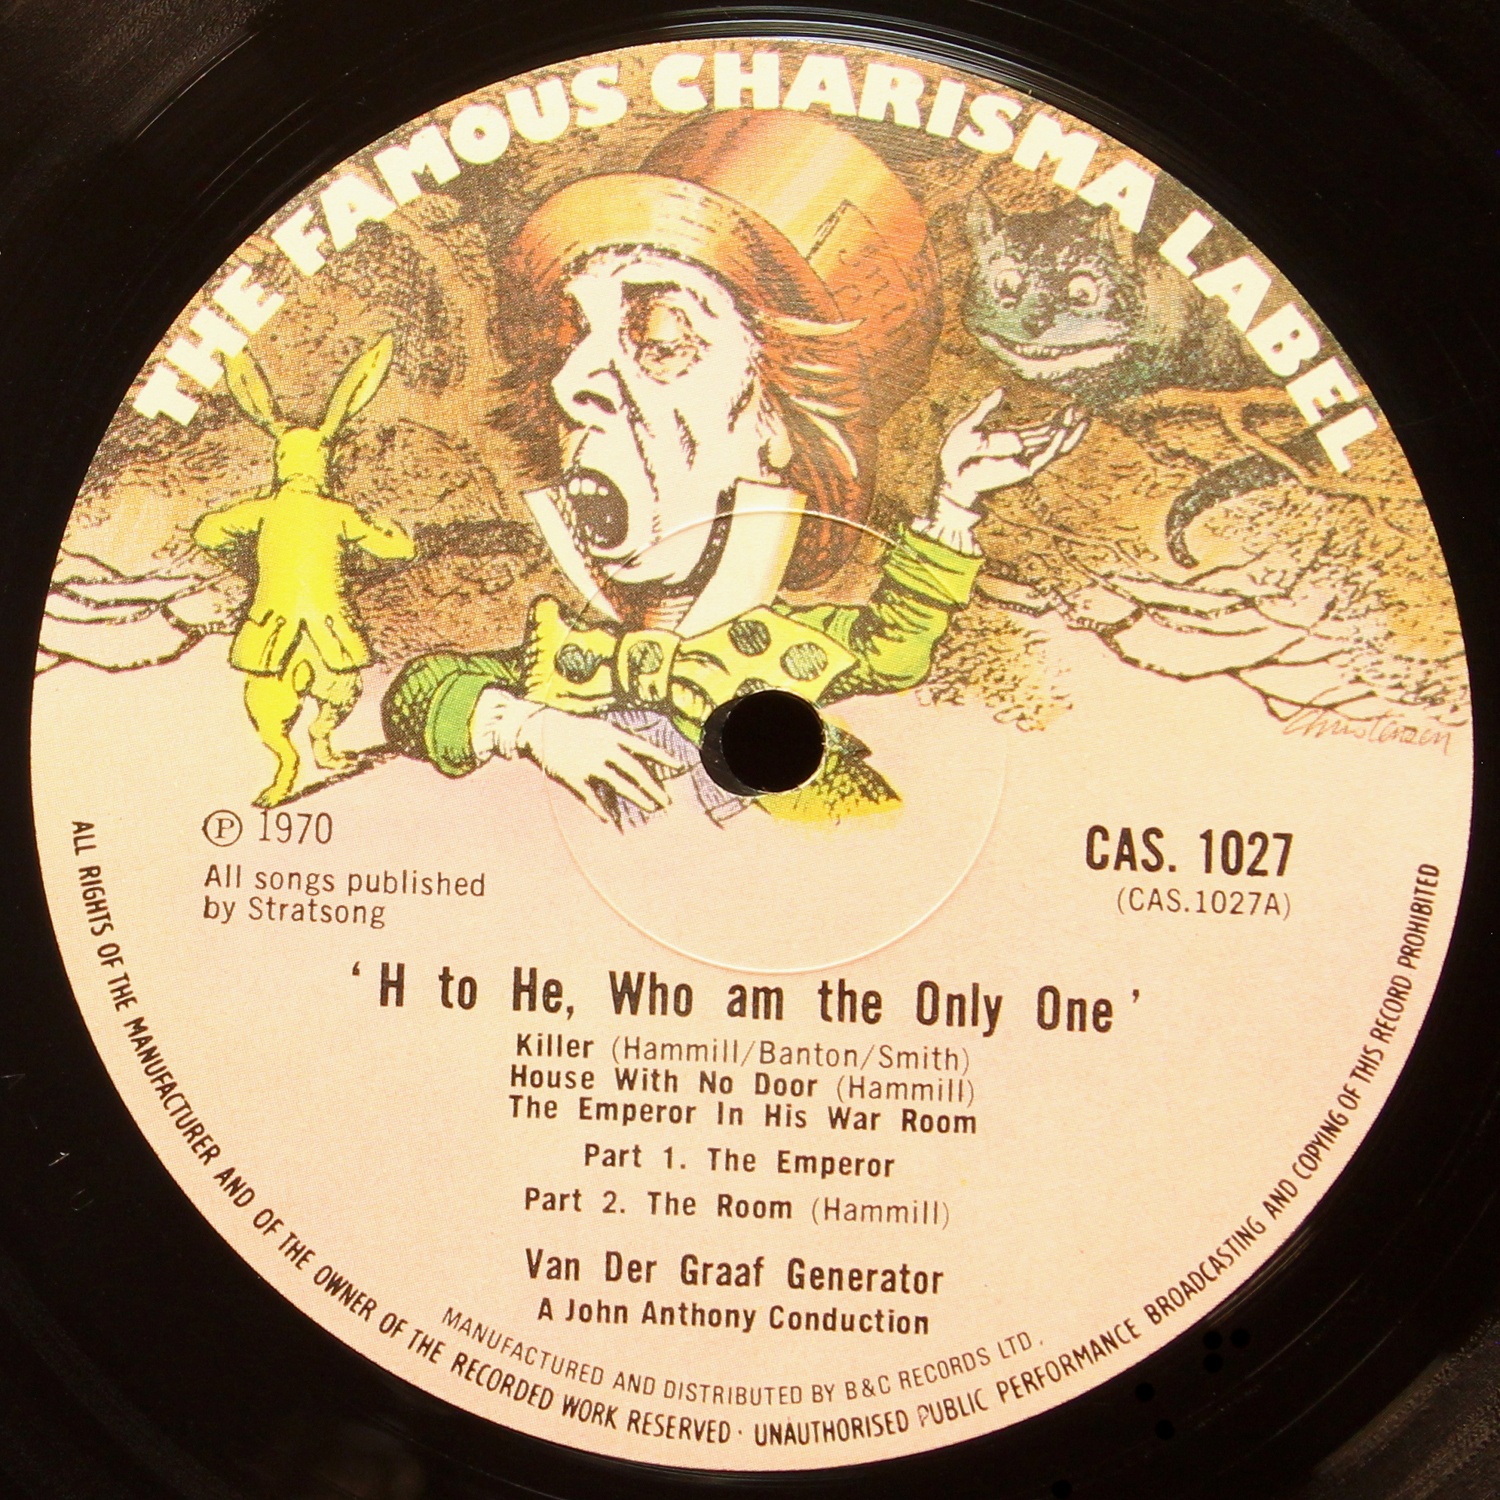 THE FAMOUS CHARISMA LABEL
Christensen
Ⓟ 1970
All songs published
by Stratsong
CAS. 1027
(CAS.1027A)
‘H to He, Who am the Only One’
Killer (Hammill/Banton/Smith)
House With No Door (Hammill)
The Emperor In His War Room
Part 1. The Emperor
Part 2. The Room (Hammill)
Van Der Graaf Generator
A John Anthony Conduction
MANUFACTURED AND DISTRIBUTED BY B&C RECORDS LTD.
ALL RIGHTS OF THE MANUFACTURER AND OF THE OWNER OF THE RECORDED WORK RESERVED · UNAUTHORISED PUBLIC PERFORMANCE BROADCASTING AND COPYING OF THIS RECORD PROHIBITED